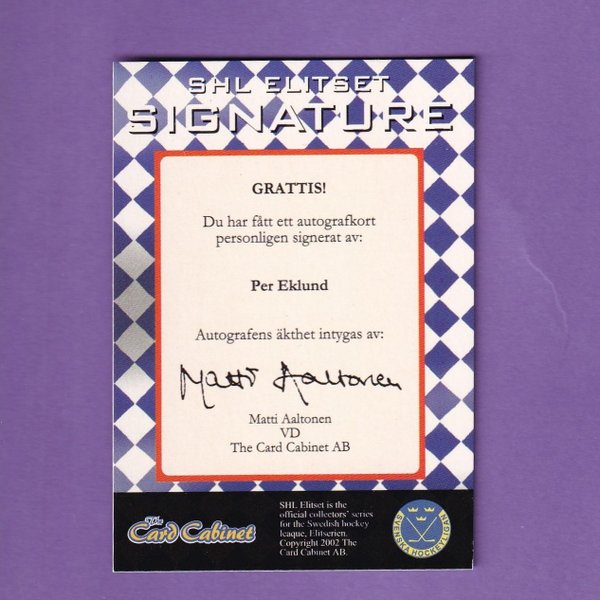 SHL ELITSET
SIGNATURE
GRATTIS!
Du har fått ett autografkort
personligen signerat av:
Per Eklund
Autografens äkthet intygas av:
Matti Aaltonen
Matti Aaltonen
VD
The Card Cabinet AB
The
Card Cabinet
SHL Elitset is the
official collectors' series
for the Swedish hockey
league, Elitserien.
Copyright 2002 The
Card Cabinet AB.
SVENSKA HOCKEYLIGAN